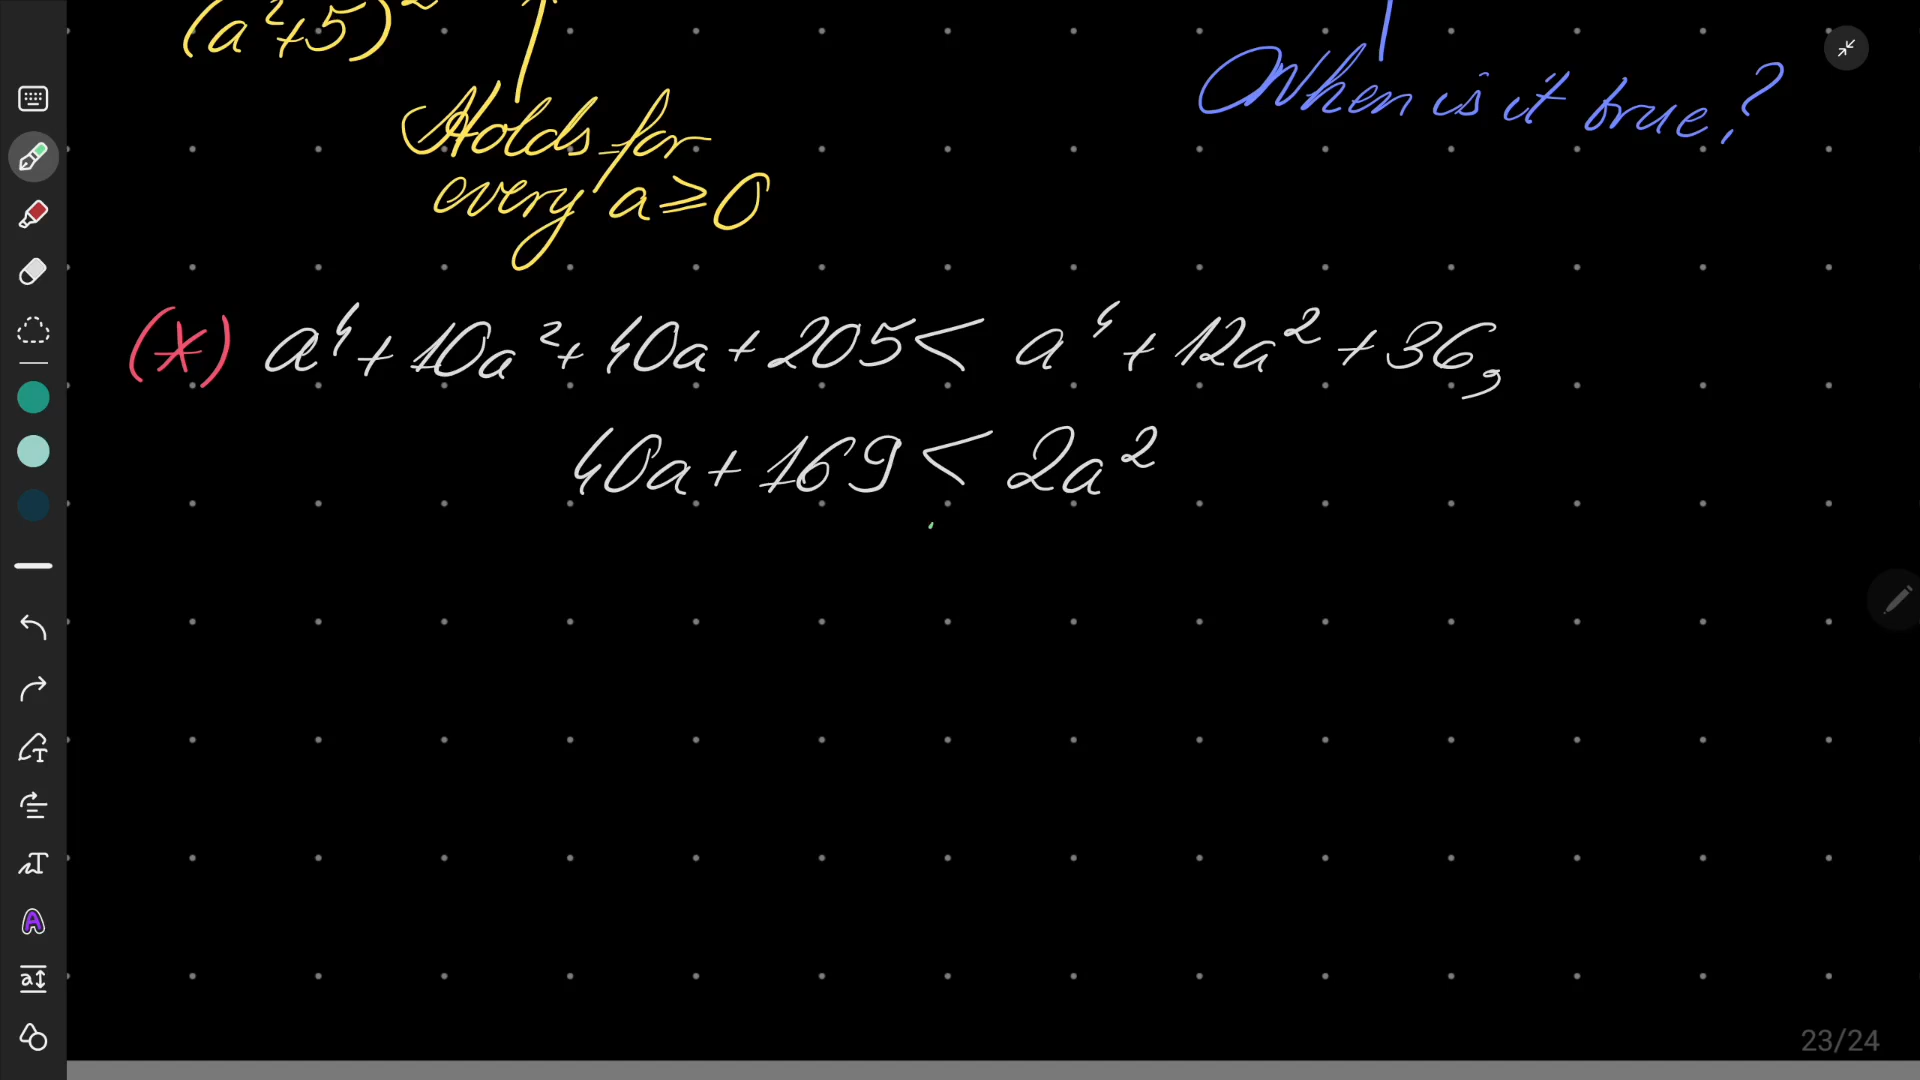 (a²+5)²
When is it true?
Holds for
every a ≥ 0
(*) a⁴ + 10a² + 40a + 205 < a⁴ + 12a² + 36,
40a + 169 < 2a²
23/24